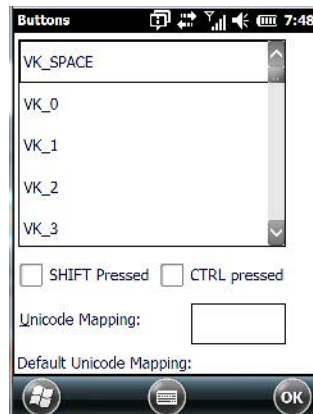 Buttons 7:48
VK_SPACE
VK_0
VK_1
VK_2
VK_3
SHIFT Pressed CTRL pressed
Unicode Mapping:
Default Unicode Mapping:
OK